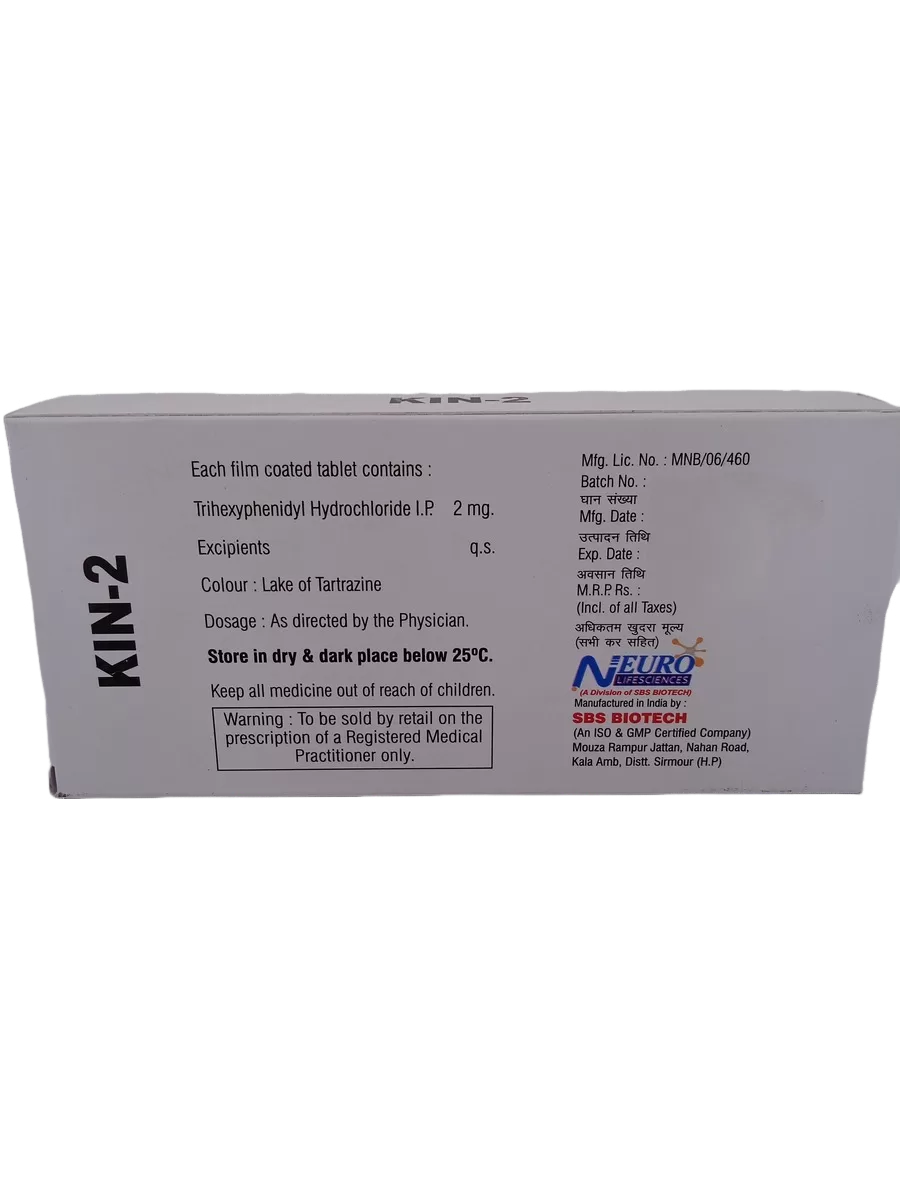 KIN-2
KIN-2
Each film coated tablet contains :
Trihexyphenidyl Hydrochloride I.P. 2 mg.
Excipients q.s.
Colour : Lake of Tartrazine
Dosage : As directed by the Physician.
Store in dry & dark place below 25ºC.
Keep all medicine out of reach of children.
Warning : To be sold by retail on the
prescription of a Registered Medical
Practitioner only.
Mfg. Lic. No. : MNB/06/460
Batch No. :
घान संख्या
Mfg. Date :
उत्पादन तिथि
Exp. Date :
अवसान तिथि
M.R.P. Rs. :
(Incl. of all Taxes)
अधिकतम खुदरा मूल्य
(सभी कर सहित)
NEURO
LIFESCIENCES
(A Division of SBS BIOTECH)
Manufactured in India by :
SBS BIOTECH
(An ISO & GMP Certified Company)
Mouza Rampur Jattan, Nahan Road,
Kala Amb, Distt. Sirmour (H.P)